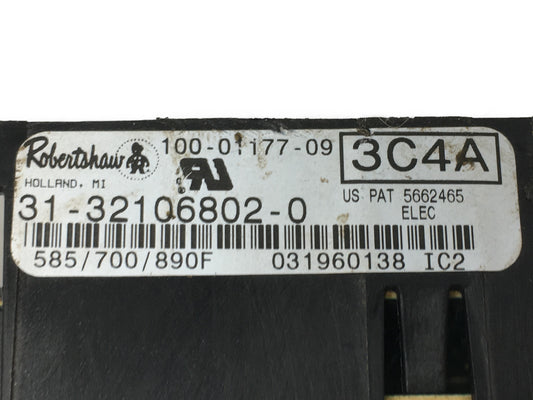 Robertshaw 100-01177-09 3C4A
HOLLAND, MI
US PAT 5662465
31-32106802-0 ELEC
585/700/890F 031960138 IC2